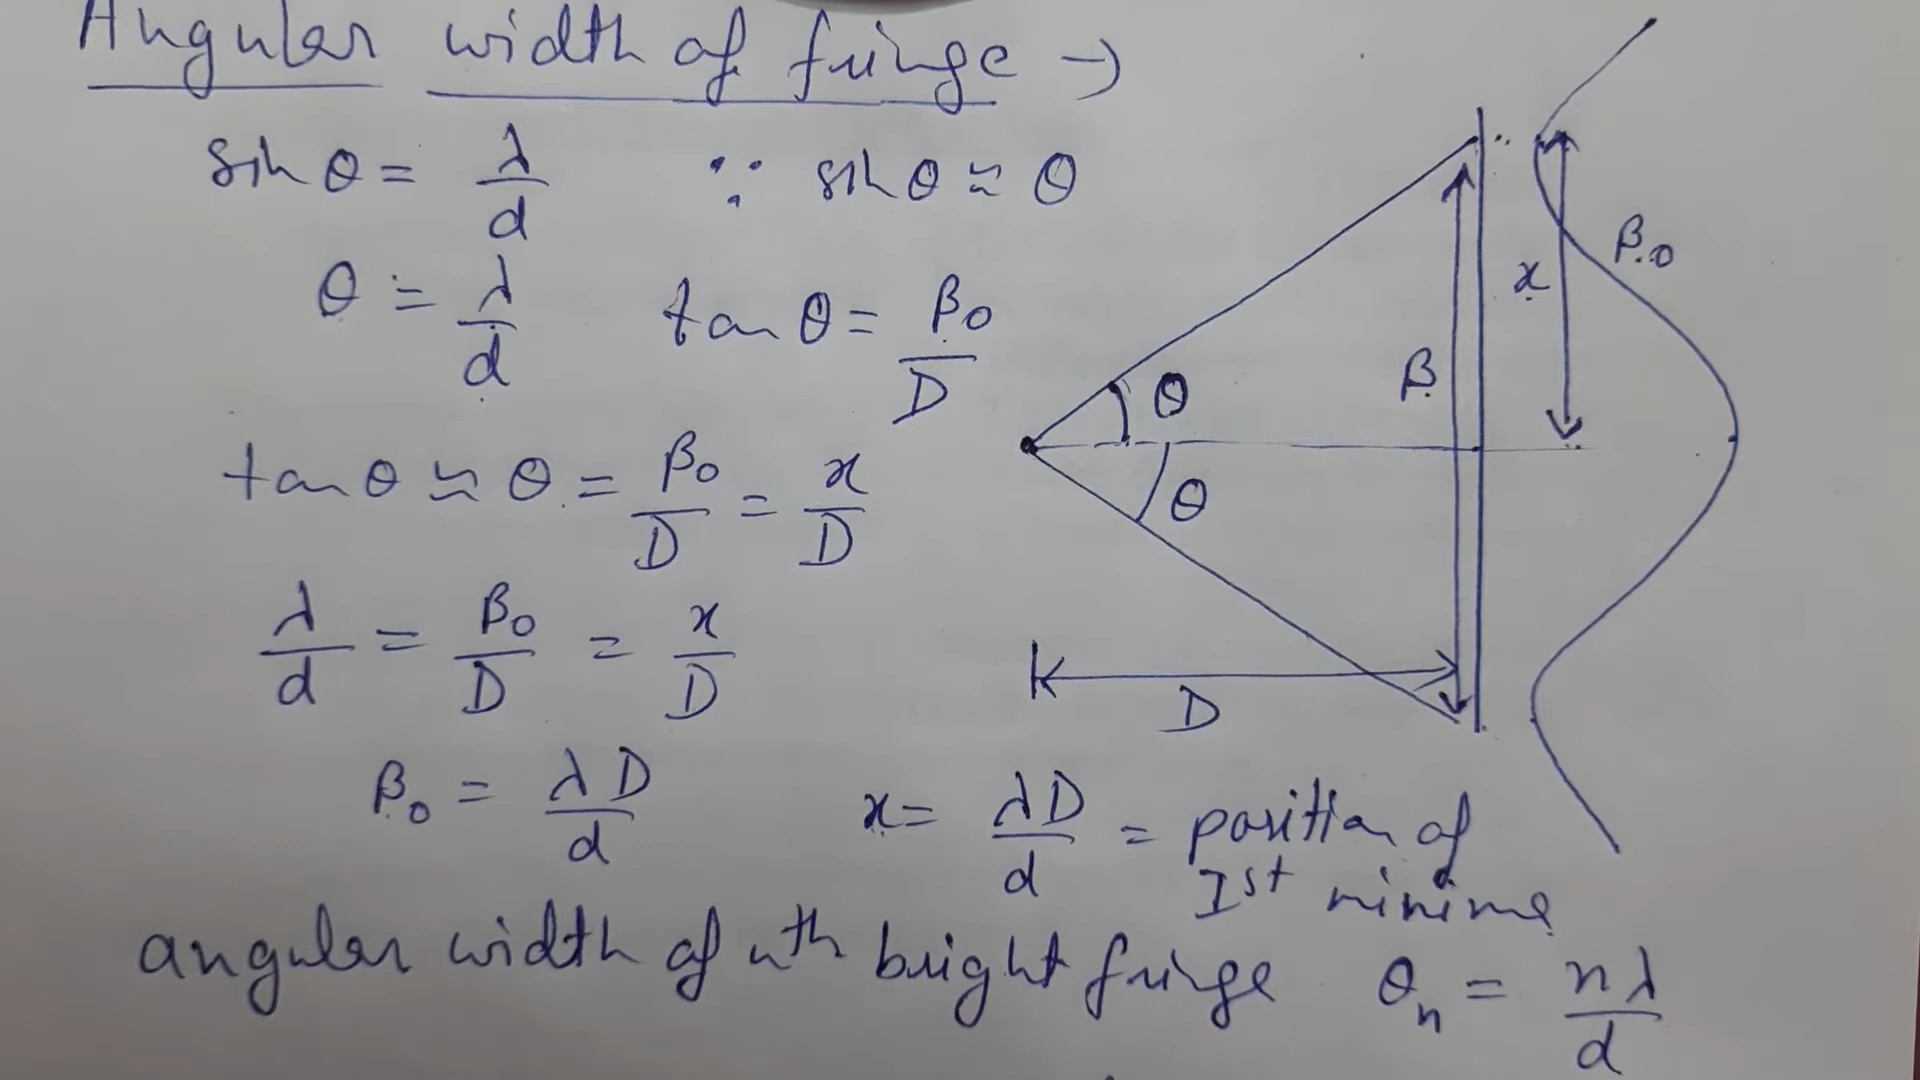 Angular width of fringe →
sin θ = λ/d ∵ sin θ ≈ θ
θ = λ/d tan θ = β₀/D
tan θ ≈ θ = β₀/D = x/D
λ/d = β₀/D = x/D
β₀ = λD/d x = λD/d = position of
Ist minima
angular width of nth bright fringe θₙ = nλ/d
θ
θ
β
x
β₀
D